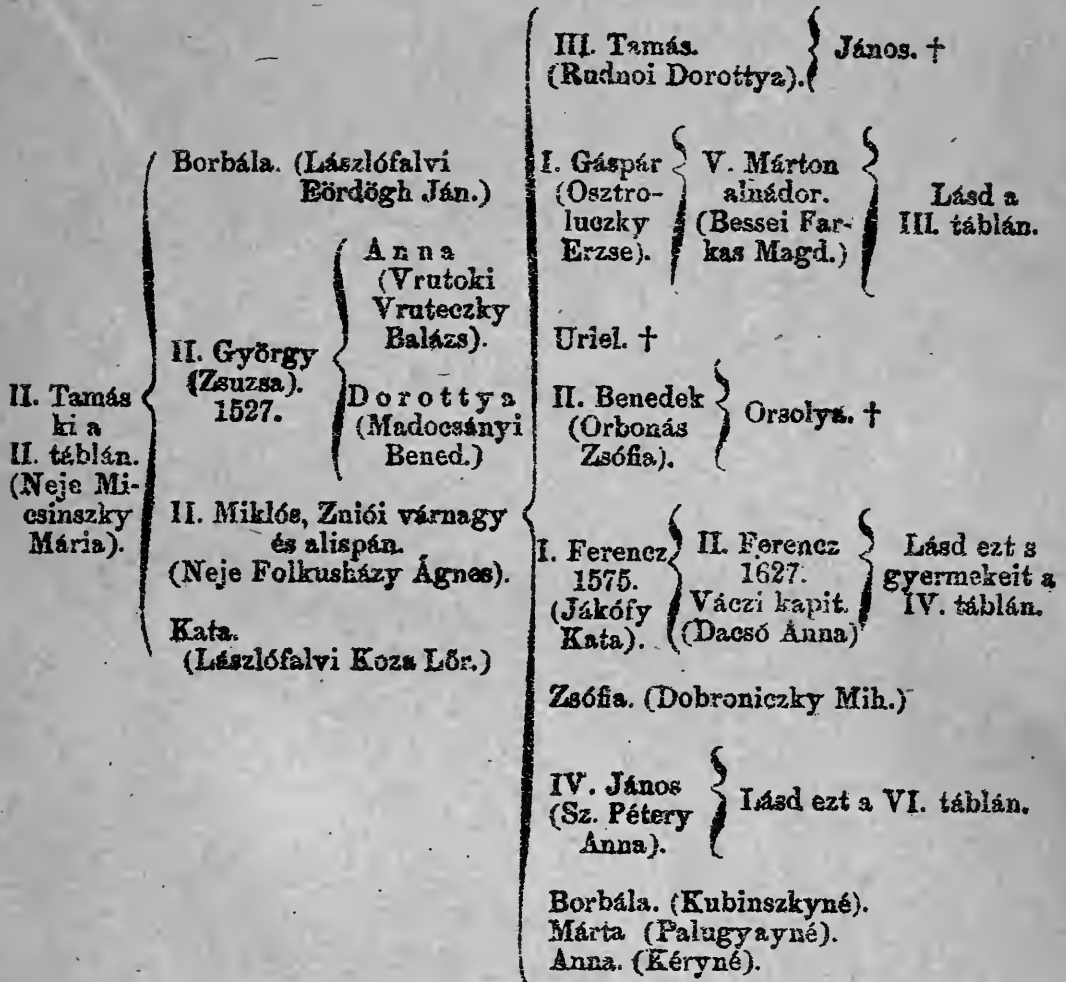 II. Tamás
ki a
II. táblán.
(Neje Mi-
csinszky
Mária).
Borbála. (Lászlófalvi
Eördögh Ján.)
II. György
(Zsuzsa).
1527.
Anna
(Vrutoki
Vruteczky
Balázs).
Dorottya
(Madocsányi
Bened.)
II. Miklós, Zniói várnagy
és alispán.
(Neje Folkusházy Ágnes).
Kata.
(Lászlófalvi Koza Lőr.)
III. Tamás.
(Rudnoi Dorottya).
János. †
I. Gáspár
(Osztro-
luczky
Erzse).
V. Márton
alnádor.
(Bessei Far-
kas Magd.)
Lásd a
III. táblán.
Uriel. †
II. Benedek
(Orbonás
Zsófia).
Orsolya. †
I. Ferencz
1575.
(Jákófy
Kata).
II. Ferencz
1627.
Váczi kapit.
(Dacsó Anna)
Lásd ezt s
gyermekeit a
IV. táblán.
Zsófia. (Dobroniczky Mih.)
IV. János
(Sz. Pétery
Anna).
Lásd ezt a VI. táblán.
Borbála. (Kubinszkyné).
Márta (Palugyayné).
Anna. (Kéryné).